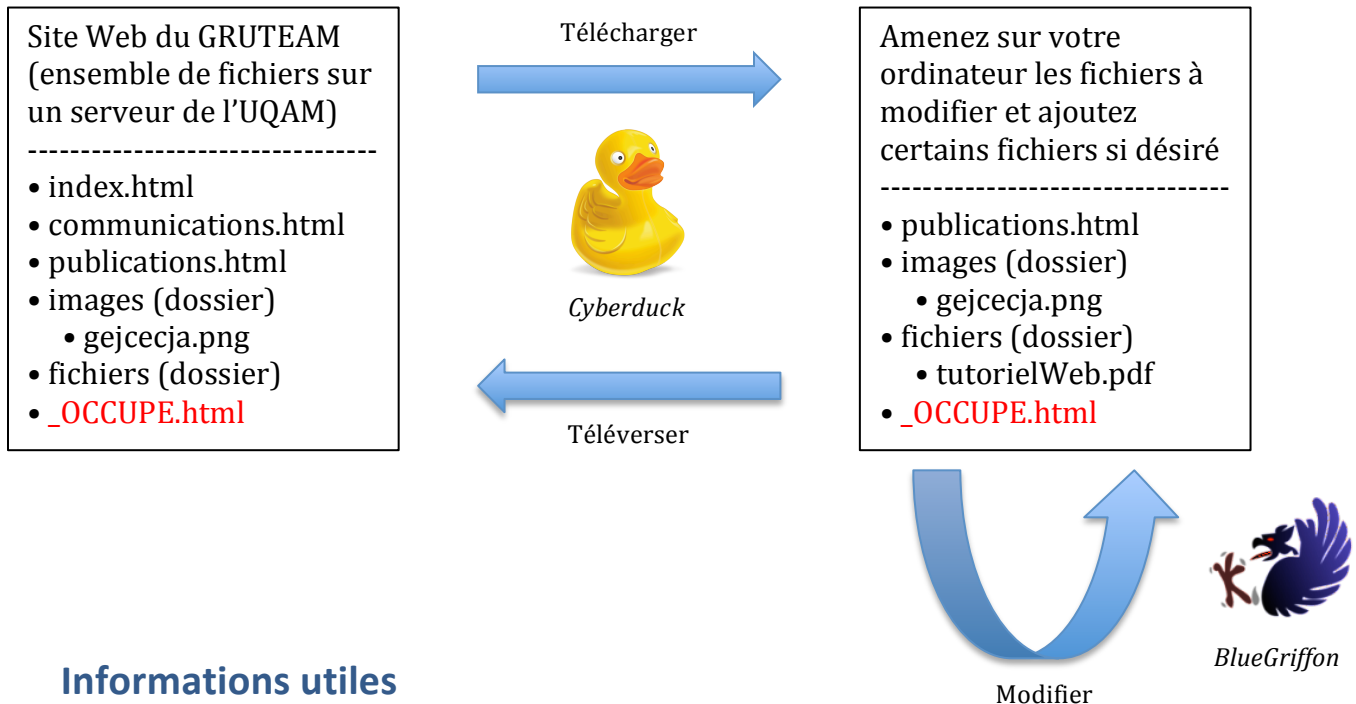 Site Web du GRUTEAM
(ensemble de fichiers sur
un serveur de l'UQAM)
---------------------------------
• index.html
• communications.html
• publications.html
• images (dossier)
• gejcecja.png
• fichiers (dossier)
• _OCCUPE.html
Télécharger
Cyberduck
Téléverser
Amenez sur votre
ordinateur les fichiers à
modifier et ajoutez
certains fichiers si désiré
---------------------------------
• publications.html
• images (dossier)
• gejcecja.png
• fichiers (dossier)
• tutorielWeb.pdf
• _OCCUPE.html
BlueGriffon
Modifier
Informations utiles